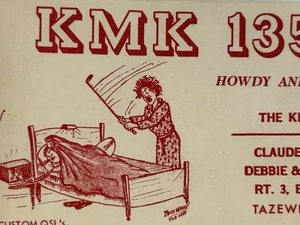 KMK 135
HOWDY AN
THE K
CLAUDE
DEBBIE &
RT. 3,
TAZEW
CUSTOM QSL's.